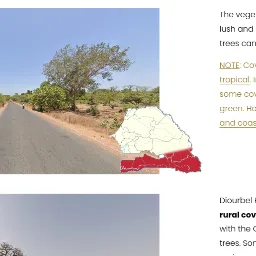 The vege
lush and
trees can
NOTE: Co
tropical. I
some cov
green. Ho
and coas
Diourbel
rural cov
with the
trees. So